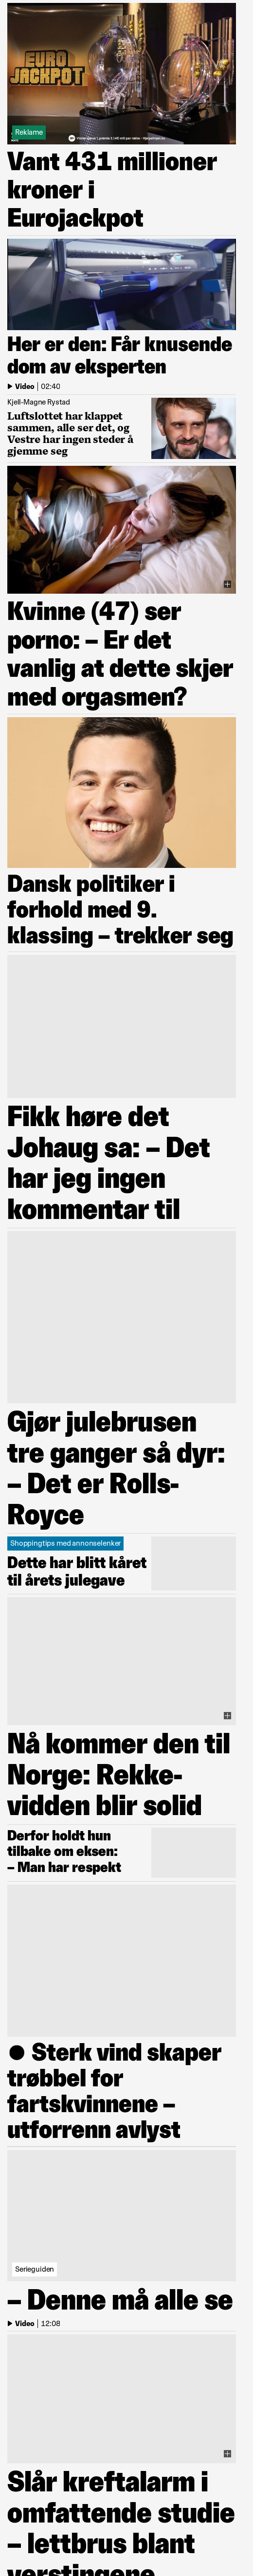 EURO
JACKPOT
Reklame
Vant 431 millioner
kroner i
Eurojackpot
Her er den: Får knusende
dom av eksperten
Video | 02:40
Kjell-Magne Rystad
Luftslottet har klappet
sammen, alle ser det, og
Vestre har ingen steder å
gjemme seg
Kvinne (47) ser
porno: – Er det
vanlig at dette skjer
med orgasmen?
Dansk politiker i
forhold med 9.
klassing – trekker seg
Fikk høre det
Johaug sa: – Det
har jeg ingen
kommentar til
Gjør julebrusen
tre ganger så dyr:
– Det er Rolls-
Royce
Shoppingtips med annonselenker
Dette har blitt kåret
til årets julegave
Nå kommer den til
Norge: Rekke-
vidden blir solid
Derfor holdt hun
tilbake om eksen:
– Man har respekt
● Sterk vind skaper
trøbbel for
fartskvinnene –
utforrenn avlyst
Serieguiden
– Denne må alle se
Video | 12:08
Slår kreftalarm i
omfattende studie
– lettbrus blant
verstingene